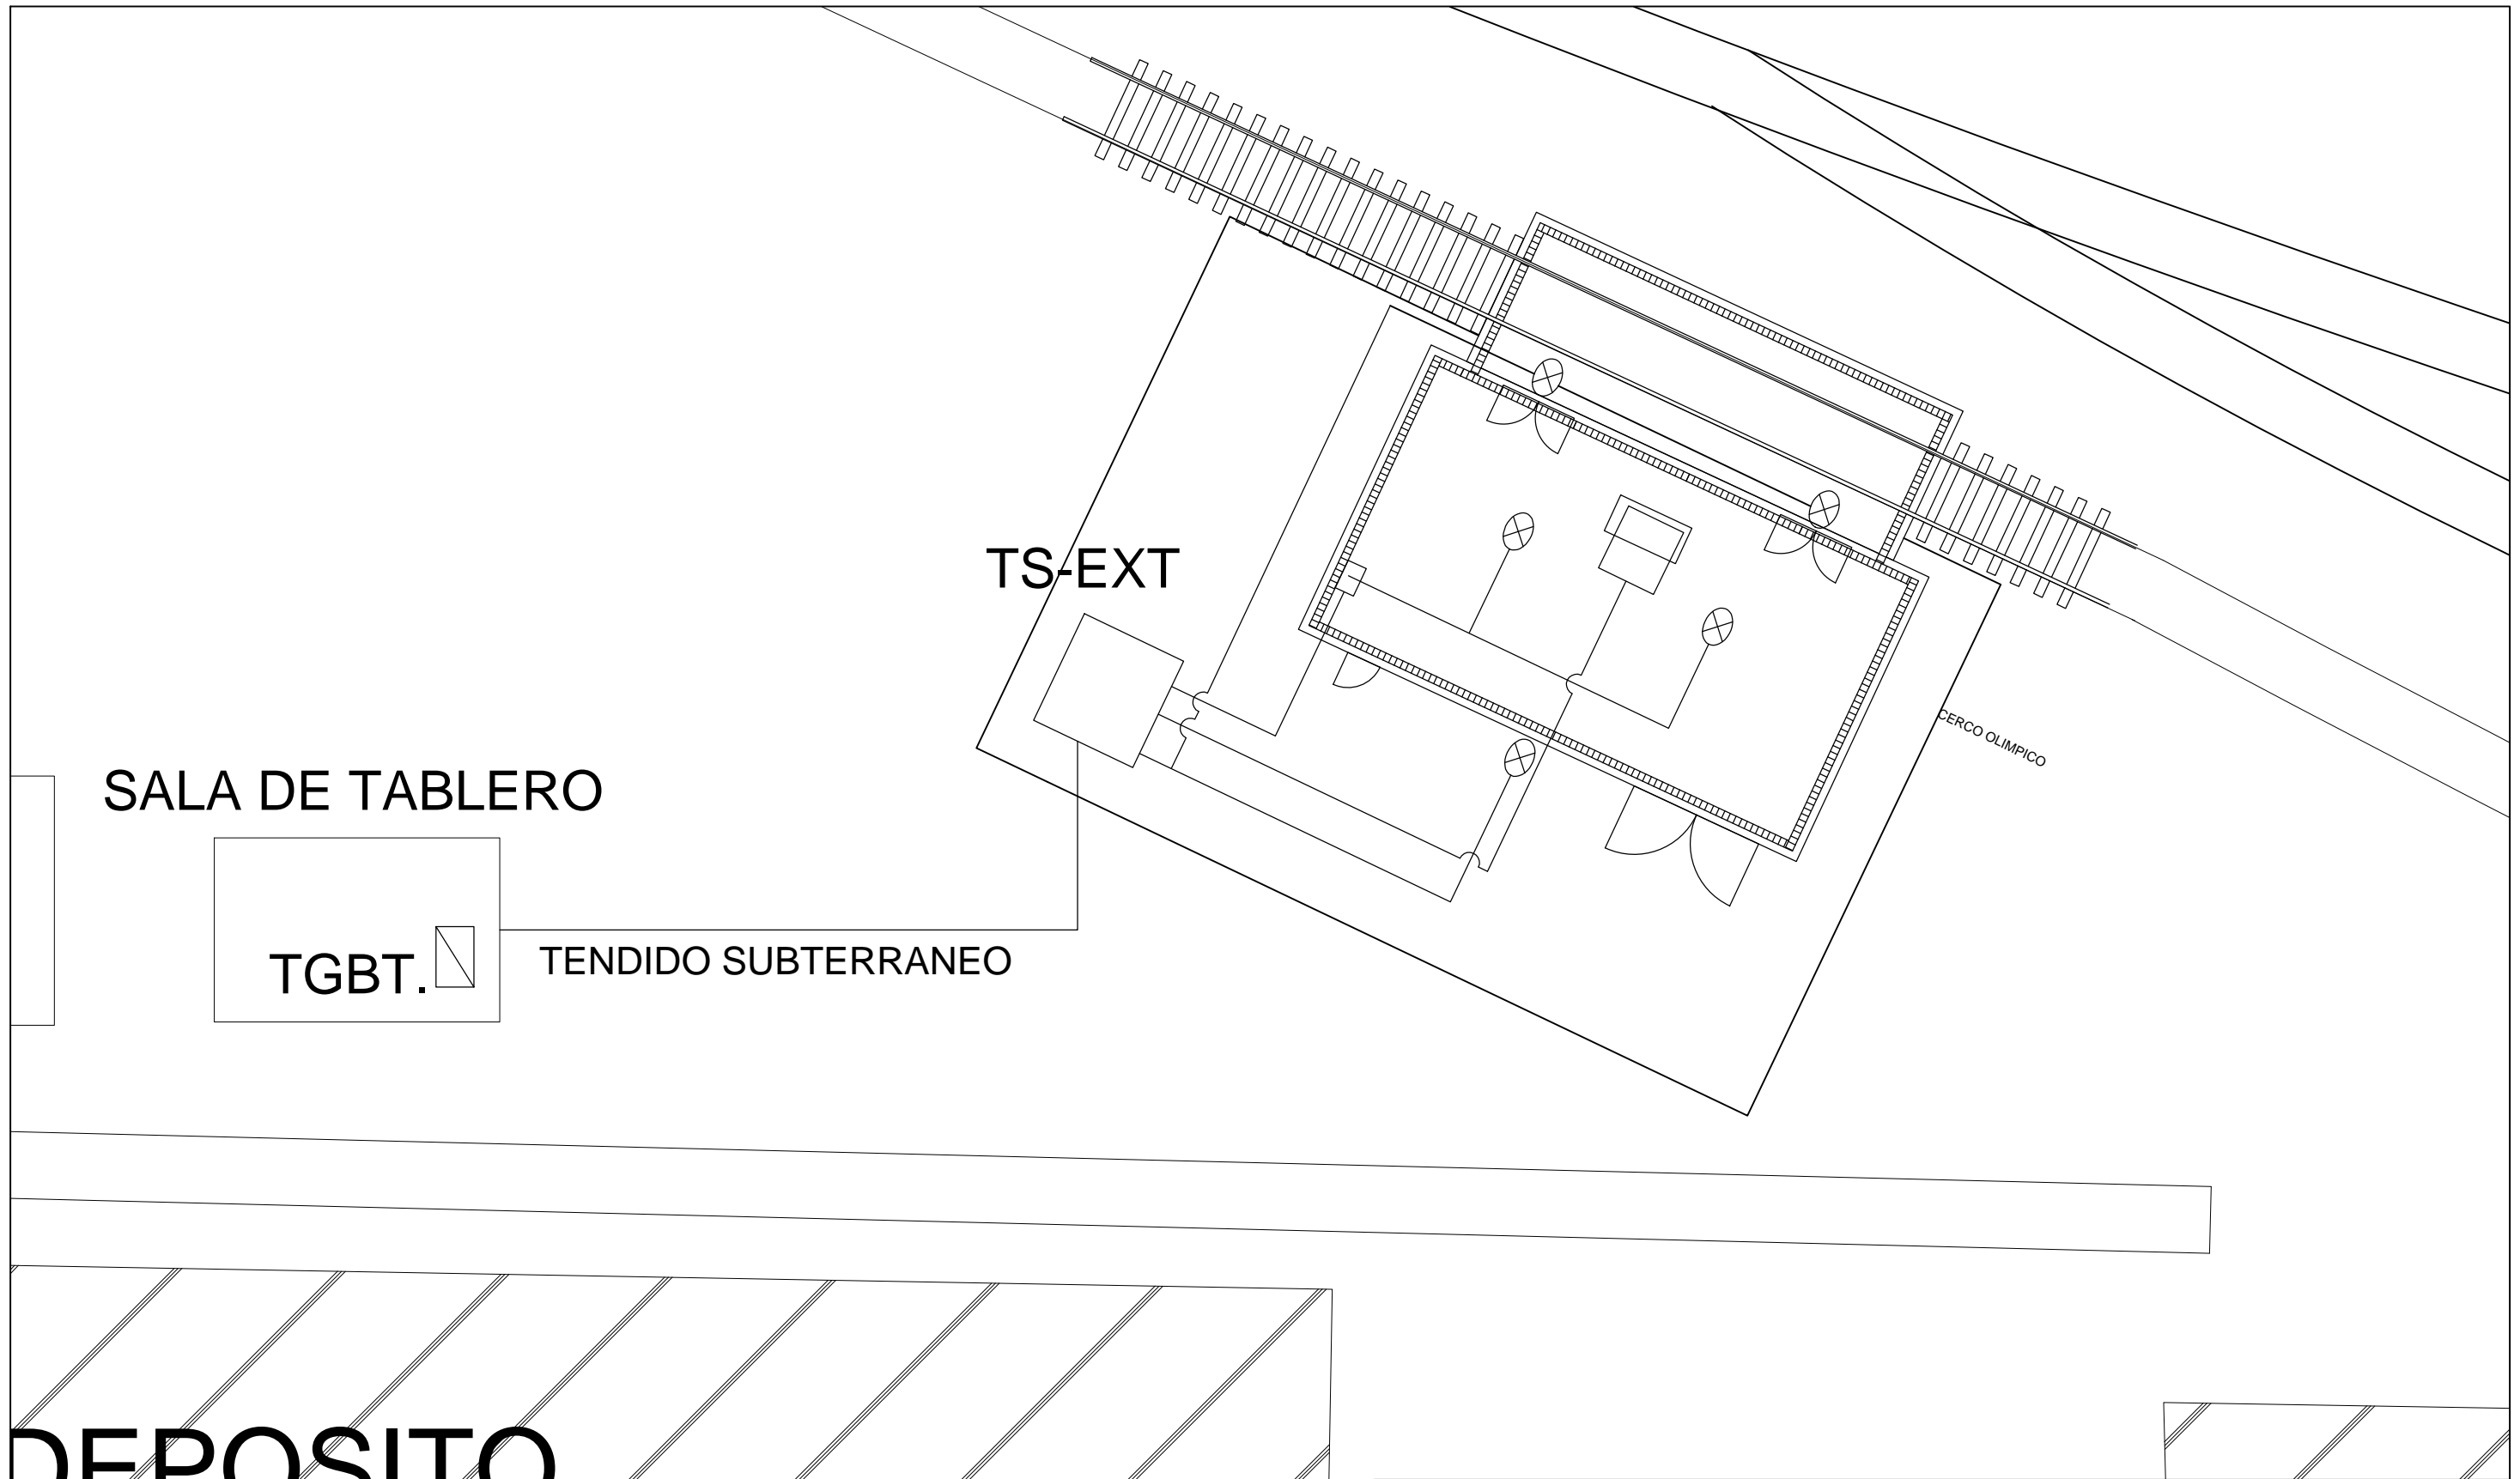 TS-EXT
CERCO OLIMPICO
SALA DE TABLERO
TGBT.
TENDIDO SUBTERRANEO
DEPOSITO